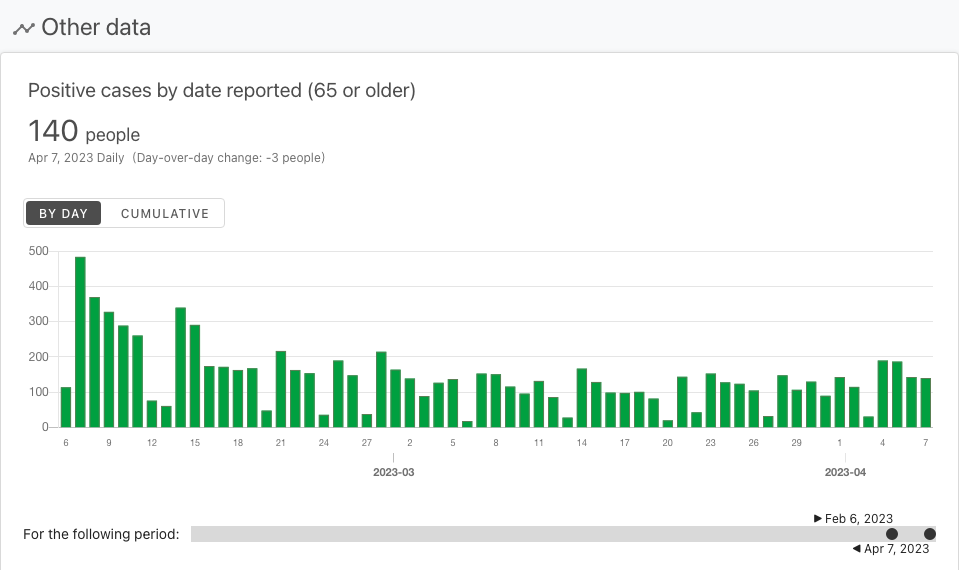 Other data
Positive cases by date reported (65 or older)
140 people
Apr 7, 2023 Daily (Day-over-day change: -3 people)
BY DAY CUMULATIVE
500
400
300
200
100
0
6 9 12 15 18 21 24 27 2 5 8 11 14 17 20 23 26 29 1 4 7
2023-03 2023-04
▶ Feb 6, 2023
For the following period:
◀ Apr 7, 2023